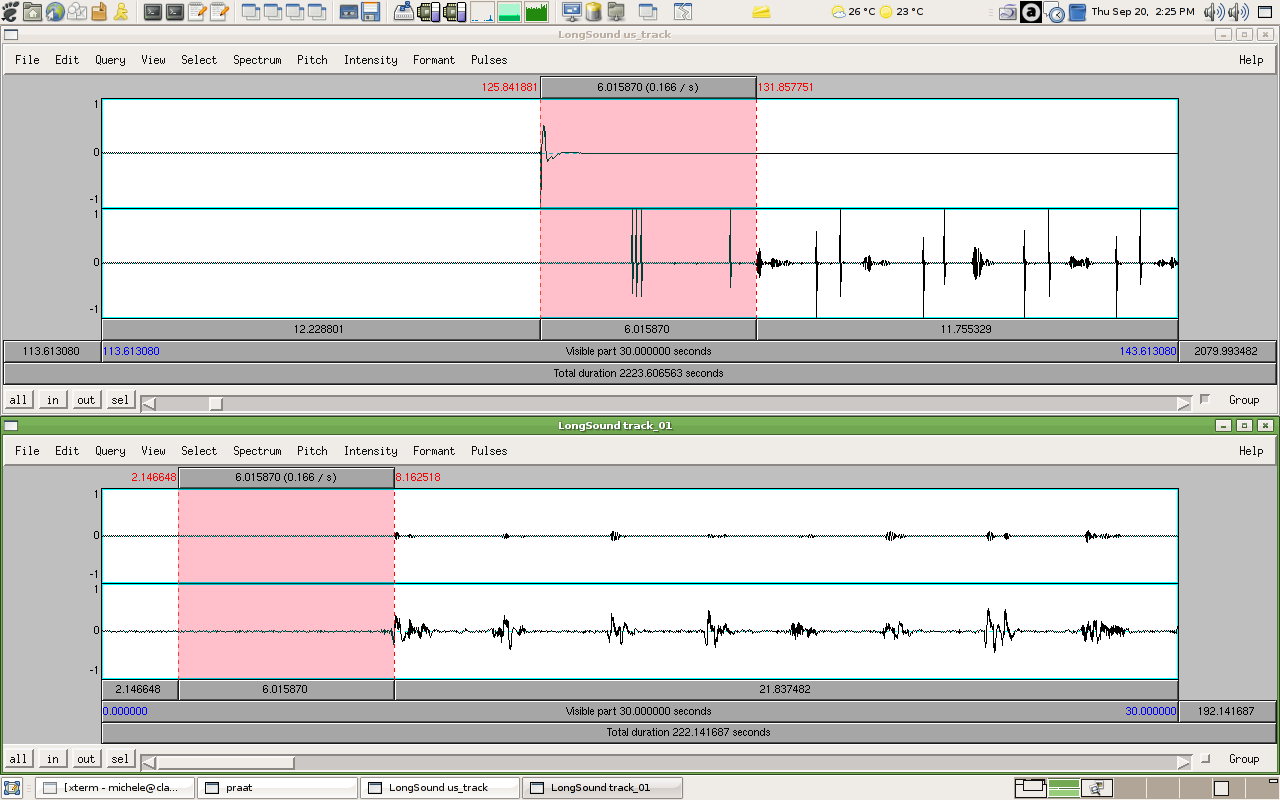 26 °C 23 °C a Thu Sep 20, 2:25 PM
LongSound us_track
File Edit Query View Select Spectrum Pitch Intensity Formant Pulses Help
125.841881 6.015870 (0.166 / s) 131.857751
1
0
-1
1
0
-1
12.228801 6.015870 11.755329
113.613080 113.613080 Visible part 30.000000 seconds 143.613080 2079.993482
Total duration 2223.606563 seconds
all in out sel Group
LongSound track_01
File Edit Query View Select Spectrum Pitch Intensity Formant Pulses Help
2.146648 6.015870 (0.166 / s) 8.162518
1
0
-1
1
0
-1
2.146648 6.015870 21.837482
0.000000 Visible part 30.000000 seconds 30.000000 192.141687
Total duration 222.141687 seconds
all in out sel Group
[xterm - michele@cla... praat LongSound us_track LongSound track_01